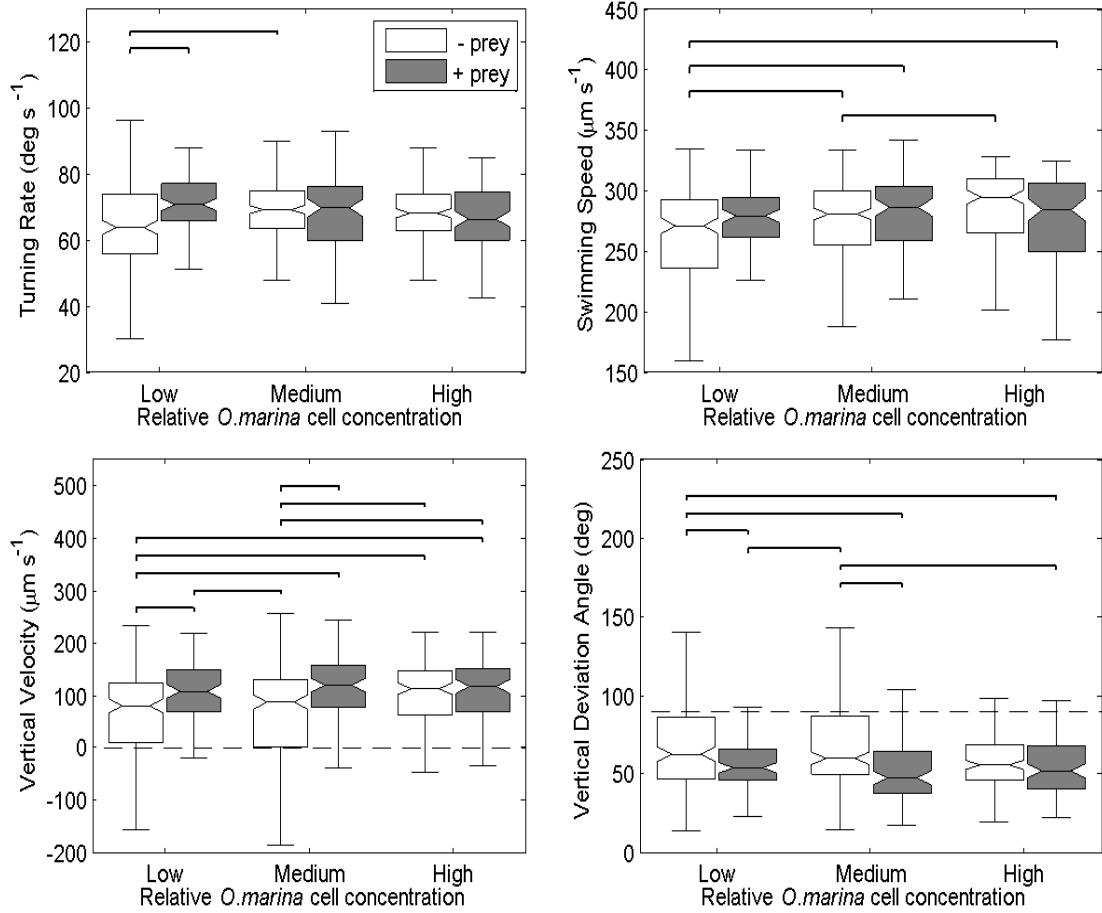 Turning Rate (deg s⁻¹)
120
100
80
60
40
20
- prey
+ prey
Low Medium High
Relative O.marina cell concentration
Swimming Speed (μm s⁻¹)
450
400
350
300
250
200
150
Low Medium High
Relative O.marina cell concentration
Vertical Velocity (μm s⁻¹)
500
400
300
200
100
0
-100
-200
Low Medium High
Relative O.marina cell concentration
Vertical Deviation Angle (deg)
250
200
150
100
50
0
Low Medium High
Relative O.marina cell concentration